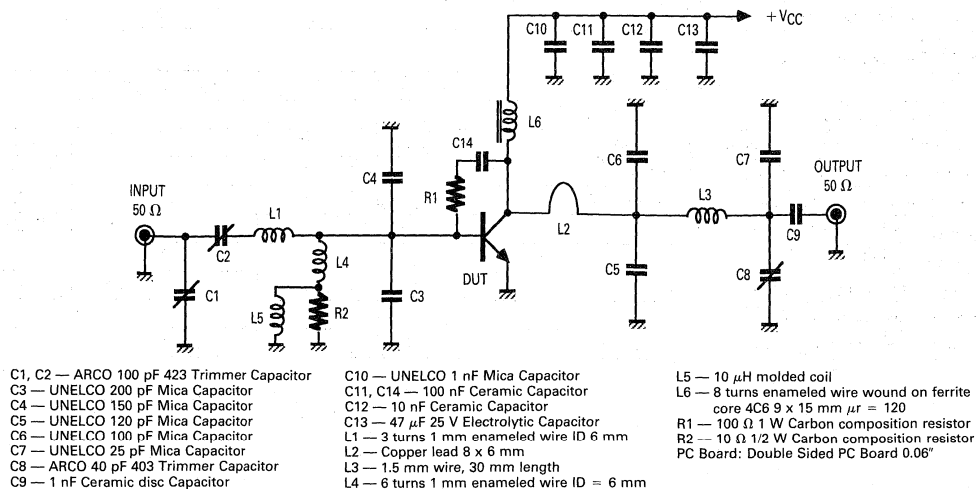 + VCC
C10
C11
C12
C13
L6
C14
C6
C7
OUTPUT
50 Ω
C4
R1
INPUT
50 Ω
L1
L3
L2
C9
C2
L4
DUT
C5
C8
C1
C3
L5
R2
C1, C2 — ARCO 100 pF 423 Trimmer Capacitor
C3 — UNELCO 200 pF Mica Capacitor
C4 — UNELCO 150 pF Mica Capacitor
C5 — UNELCO 120 pF Mica Capacitor
C6 — UNELCO 100 pF Mica Capacitor
C7 — UNELCO 25 pF Mica Capacitor
C8 — ARCO 40 pF 403 Trimmer Capacitor
C9 — 1 nF Ceramic disc Capacitor
C10 — UNELCO 1 nF Mica Capacitor
C11, C14 — 100 nF Ceramic Capacitor
C12 — 10 nF Ceramic Capacitor
C13 — 47 μF 25 V Electrolytic Capacitor
L1 — 3 turns 1 mm enameled wire ID 6 mm
L2 — Copper lead 8 x 6 mm
L3 — 1.5 mm wire, 30 mm length
L4 — 6 turns 1 mm enameled wire ID = 6 mm
L5 — 10 μH molded coil
L6 — 8 turns enameled wire wound on ferrite
core 4C6 9 x 15 mm μr = 120
R1 — 100 Ω 1 W Carbon composition resistor
R2 — 10 Ω 1/2 W Carbon composition resistor
PC Board: Double Sided PC Board 0.06″